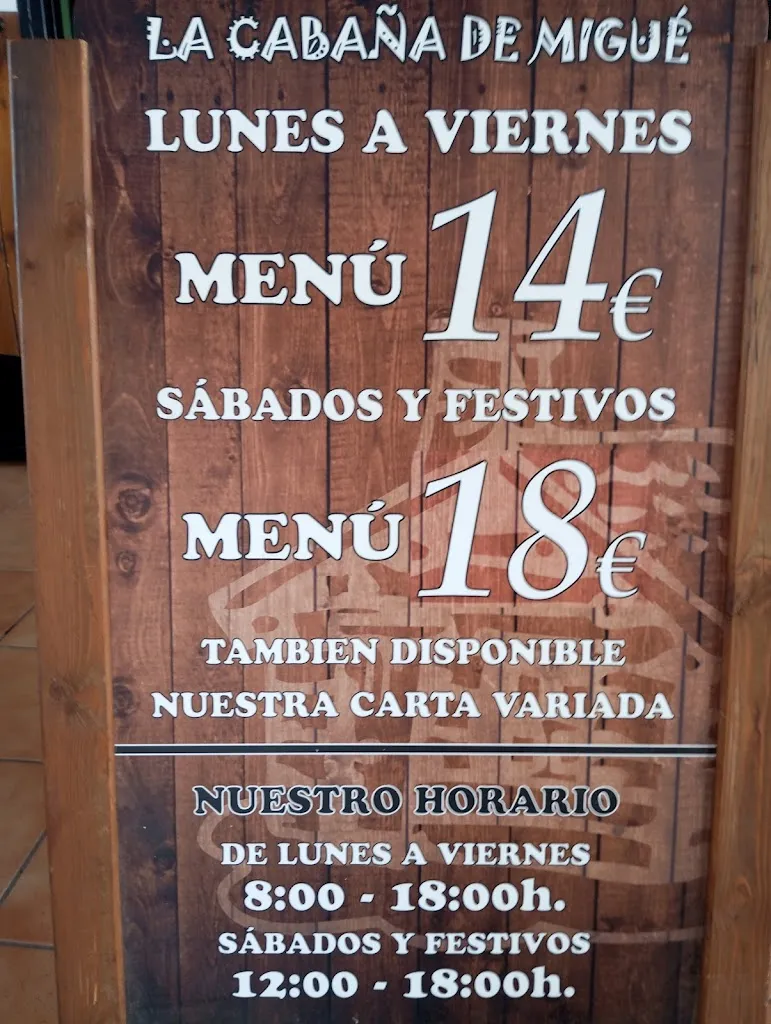 LA CABAÑA DE MIGUÉ
LUNES A VIERNES
MENÚ 14€
SÁBADOS Y FESTIVOS
MENÚ 18€
TAMBIEN DISPONIBLE
NUESTRA CARTA VARIADA
NUESTRO HORARIO
DE LUNES A VIERNES
8:00 - 18:00h.
SÁBADOS Y FESTIVOS
12:00 - 18:00h.